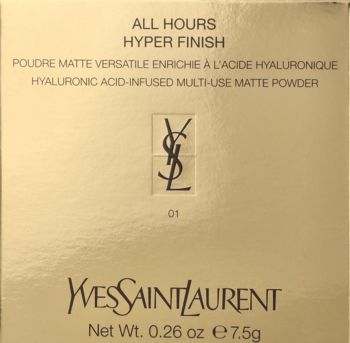 ALL HOURS
HYPER FINISH
POUDRE MATTE VERSATILE ENRICHIE À L'ACIDE HYALURONIQUE
HYALURONIC ACID-INFUSED MULTI-USE MATTE POWDER
YSL
01
YVESSAINTLAURENT
Net Wt. 0.26 oz ℮ 7.5g